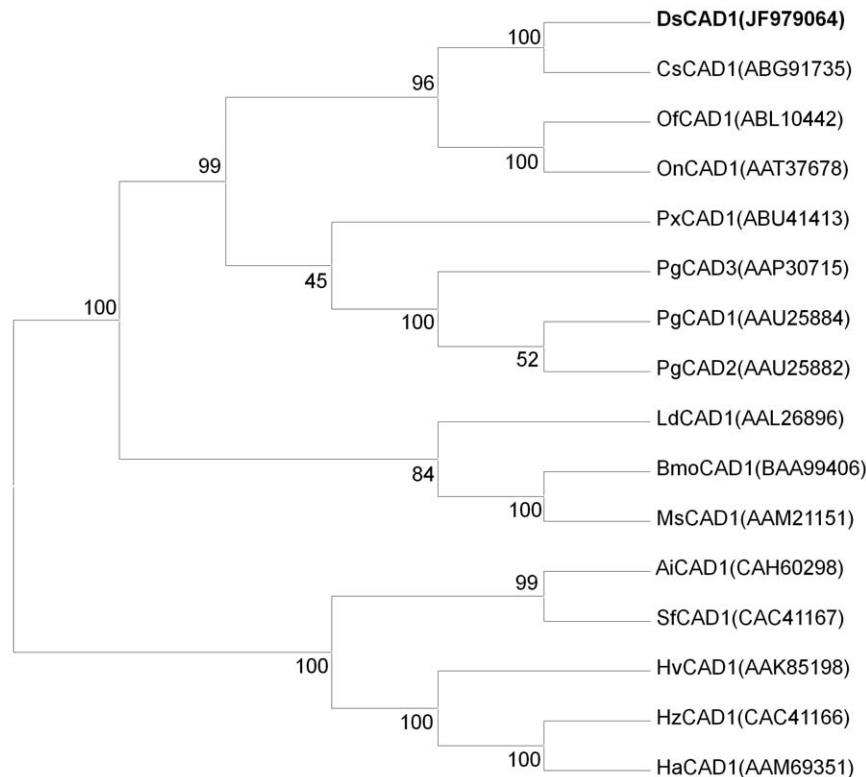 DsCAD1(JF979064)
100
CsCAD1(ABG91735)
96
OfCAD1(ABL10442)
100
OnCAD1(AAT37678)
99
PxCAD1(ABU41413)
45
PgCAD3(AAP30715)
100
100
PgCAD1(AAU25884)
52
PgCAD2(AAU25882)
LdCAD1(AAL26896)
84
BmoCAD1(BAA99406)
100
MsCAD1(AAM21151)
AiCAD1(CAH60298)
99
SfCAD1(CAC41167)
100
HvCAD1(AAK85198)
100
HzCAD1(CAC41166)
100
HaCAD1(AAM69351)